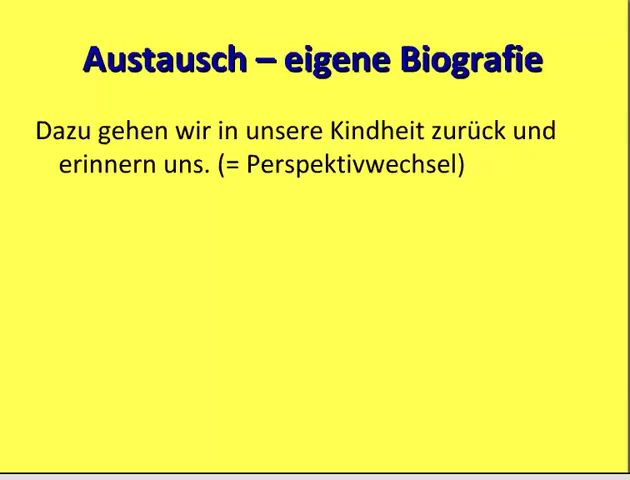 Austausch – eigene Biografie
Dazu gehen wir in unsere Kindheit zurück und
erinnern uns. (= Perspektivwechsel)